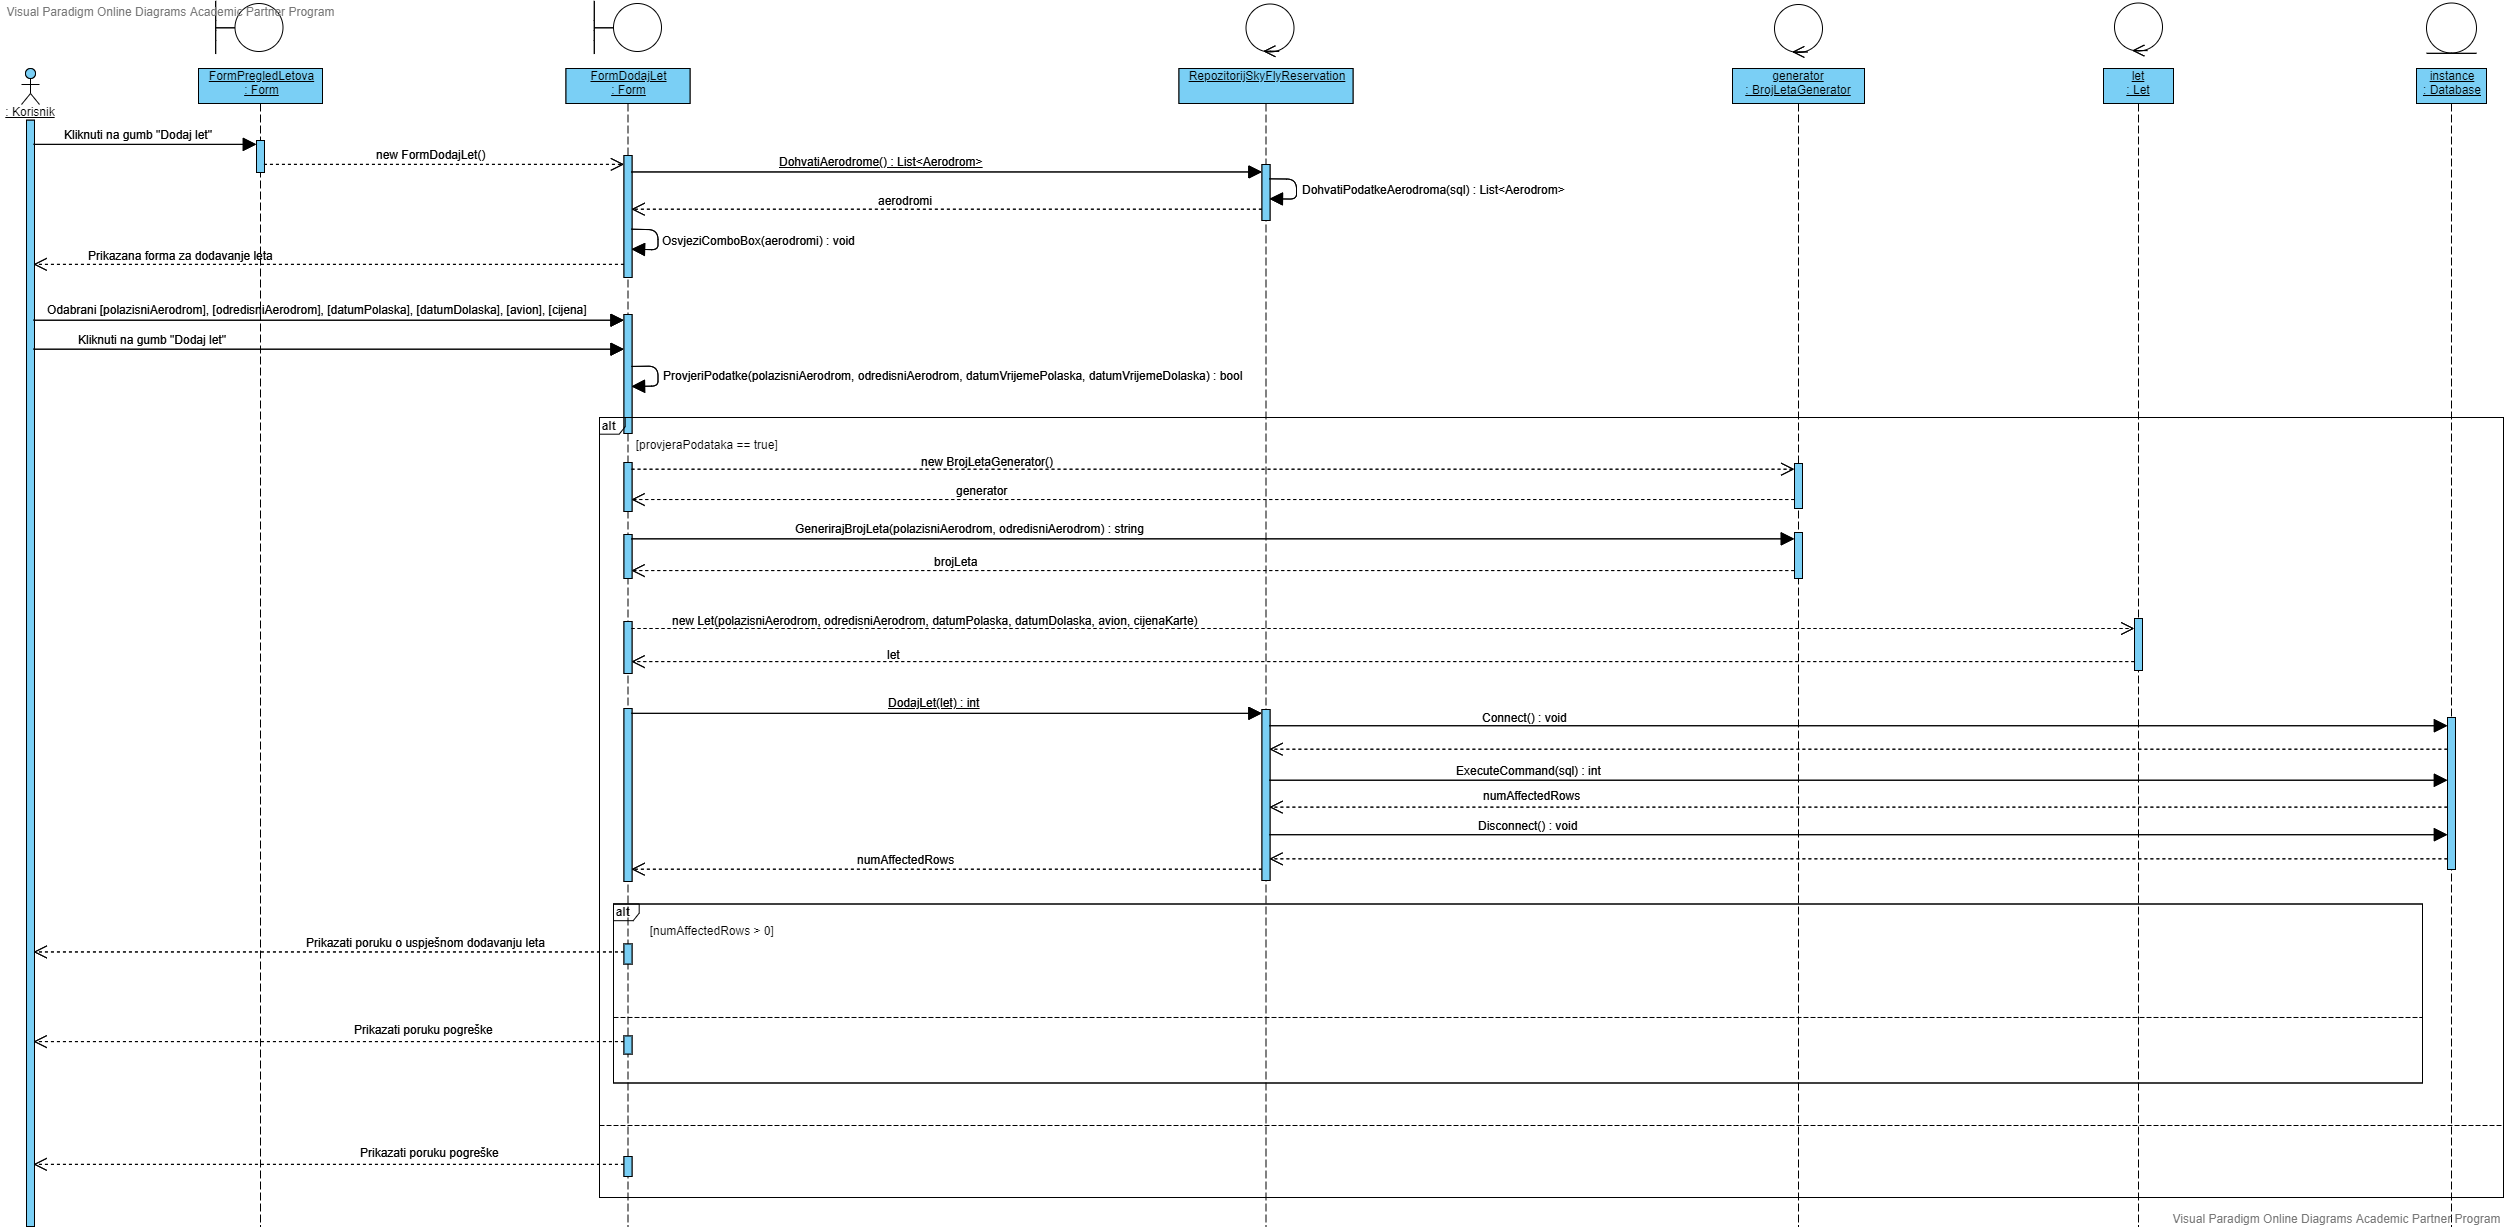 Visual Paradigm Online Diagrams Academic Partner Program
: Korisnik
FormPregledLetova
: Form
FormDodajLet
: Form
RepozitorijSkyFlyReservation
generator
: BrojLetaGenerator
let
: Let
instance
: Database
Kliknuti na gumb "Dodaj let"
new FormDodajLet()
DohvatiAerodrome() : List<Aerodrom>
DohvatiPodatkeAerodroma(sql) : List<Aerodrom>
aerodromi
OsvjeziComboBox(aerodromi) : void
Prikazana forma za dodavanje leta
Odabrani [polazisniAerodrom], [odredisniAerodrom], [datumPolaska], [datumDolaska], [avion], [cijena]
Kliknuti na gumb "Dodaj let"
ProvjeriPodatke(polazisniAerodrom, odredisniAerodrom, datumVrijemePolaska, datumVrijemeDolaska) : bool
alt
[provjeraPodataka == true]
new BrojLetaGenerator()
generator
GenerirajBrojLeta(polazisniAerodrom, odredisniAerodrom) : string
brojLeta
new Let(polazisniAerodrom, odredisniAerodrom, datumPolaska, datumDolaska, avion, cijenaKarte)
let
DodajLet(let) : int
Connect() : void
ExecuteCommand(sql) : int
numAffectedRows
Disconnect() : void
numAffectedRows
alt
[numAffectedRows > 0]
Prikazati poruku o uspješnom dodavanju leta
Prikazati poruku pogreške
Prikazati poruku pogreške
Visual Paradigm Online Diagrams Academic Partner Program